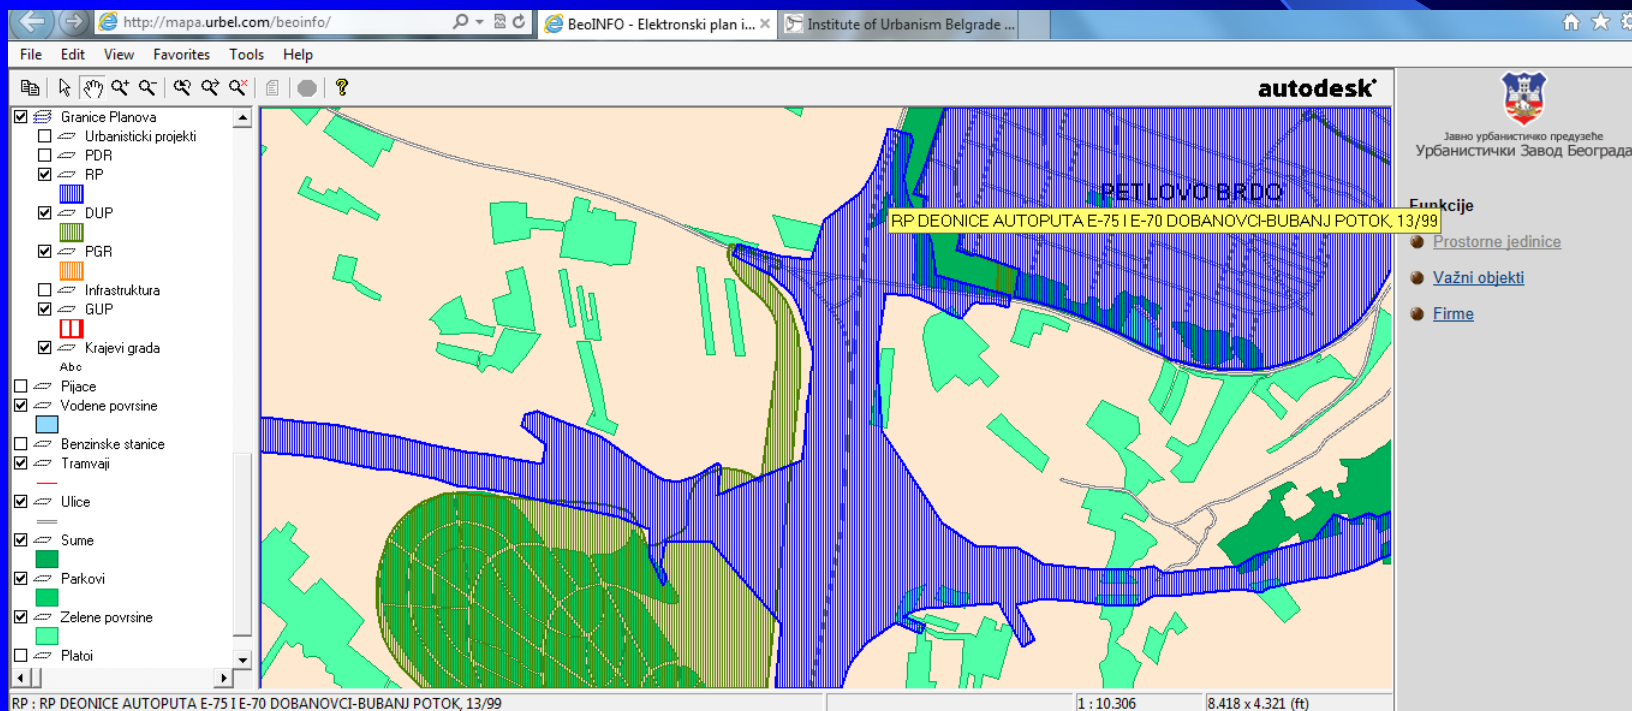 http://mapa.urbel.com/beoinfo/
BeoINFO - Elektronski plan i...
Institute of Urbanism Belgrade ...
File Edit View Favorites Tools Help
autodesk
Granice Planova
Urbanisticki projekti
PDR
RP
DUP
PGR
Infrastruktura
GUP
Krajevi grada
Abc
Pijace
Vodene povrsine
Benzinske stanice
Tramvaji
Ulice
Sume
Parkovi
Zelene povrsine
Platoi
PETLOVO BRDO
RP DEONICE AUTOPUTA E-75 I E-70 DOBANOVCI-BUBANJ POTOK, 13/99
Јавно урбанистичко предузеће
Урбанистички Завод Београда
Funkcije
Prostorne jedinice
Važni objekti
Firme
RP : RP DEONICE AUTOPUTA E-75 I E-70 DOBANOVCI-BUBANJ POTOK, 13/99
1 : 10.306
8.418 x 4.321 (ft)